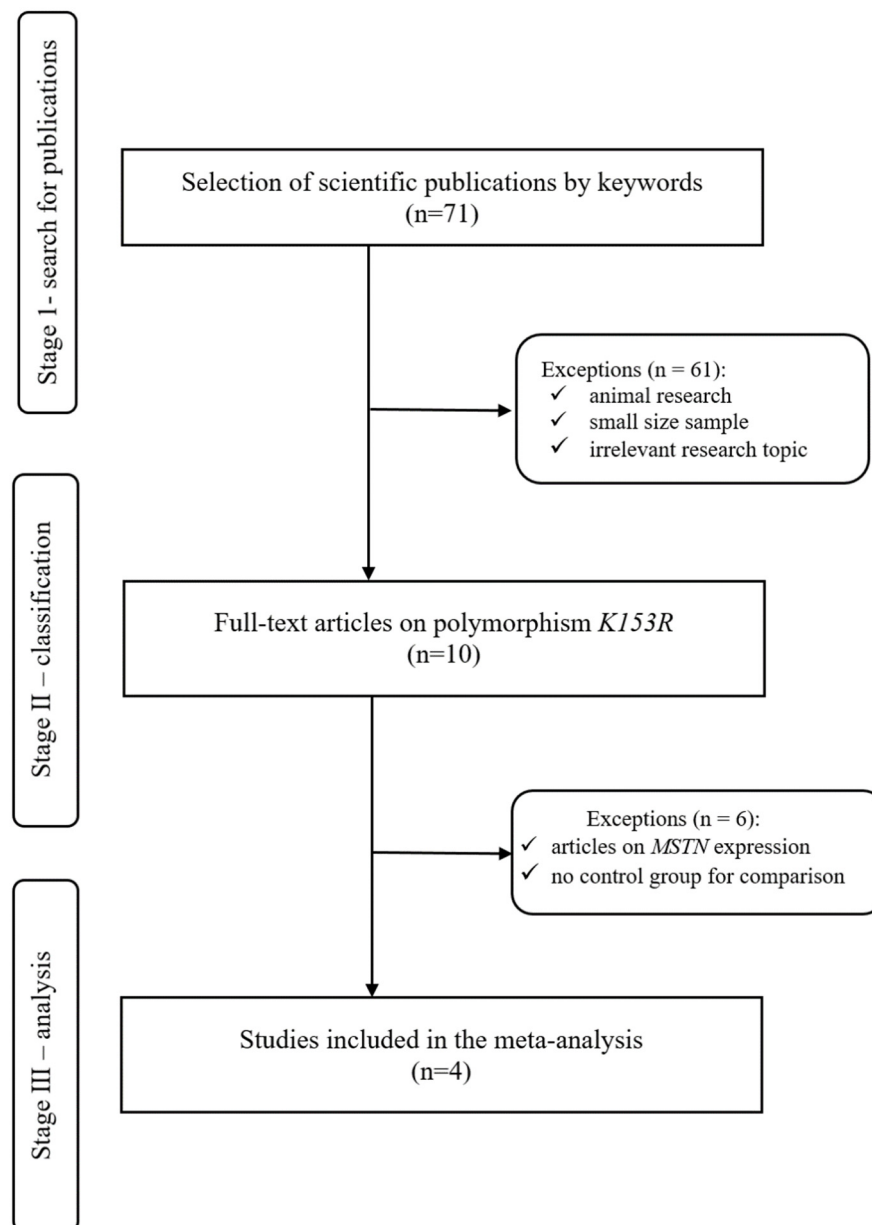 Stage 1- search for publications
Selection of scientific publications by keywords
(n=71)
Exceptions (n = 61):
✓ animal research
✓ small size sample
✓ irrelevant research topic
Stage II – classification
Full-text articles on polymorphism K153R
(n=10)
Exceptions (n = 6):
✓ articles on MSTN expression
✓ no control group for comparison
Stage III – analysis
Studies included in the meta-analysis
(n=4)